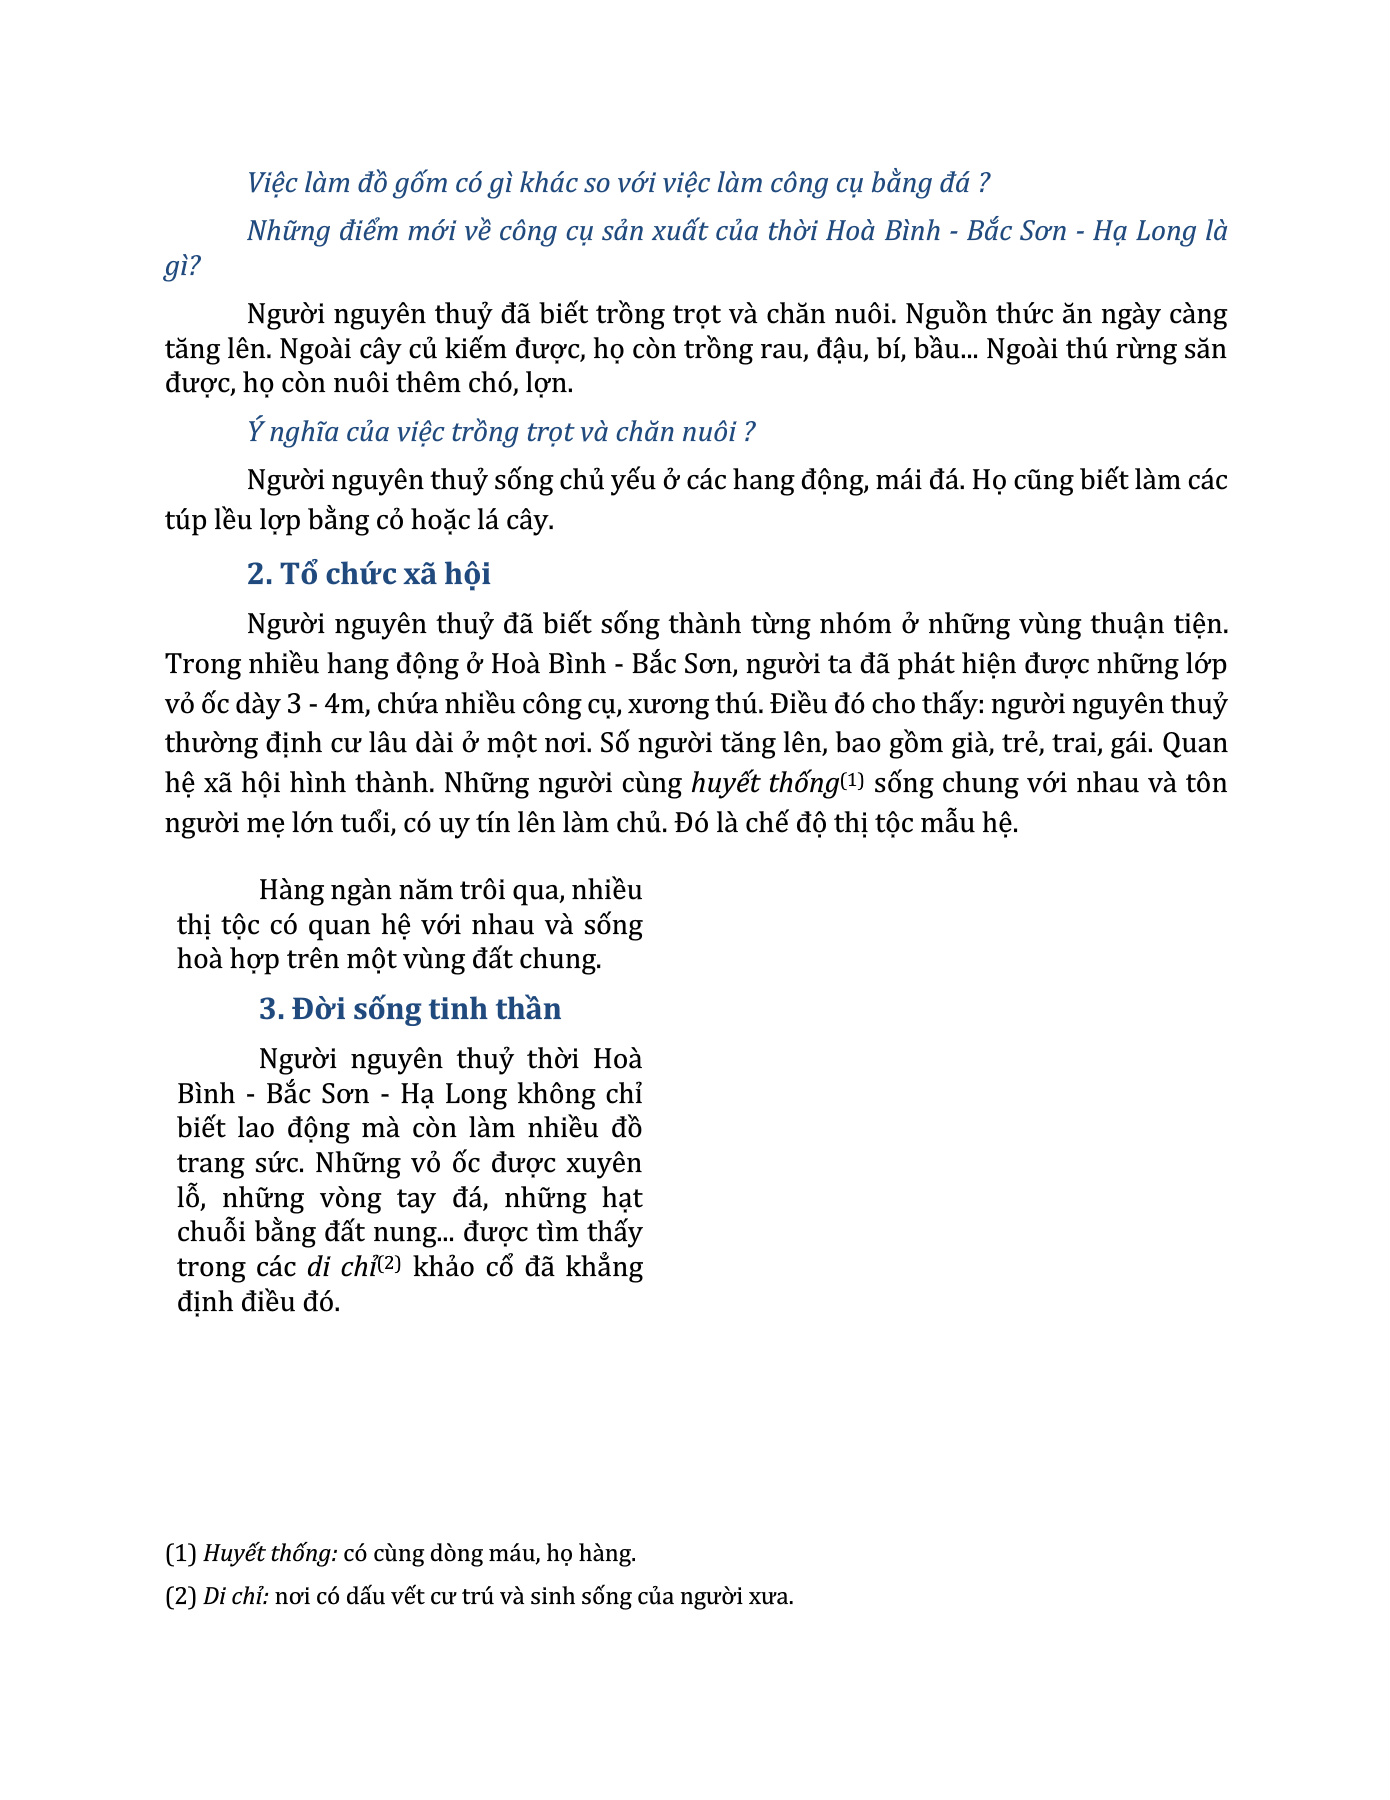 Việc làm đồ gốm có gì khác so với việc làm công cụ bằng đá ?
Những điểm mới về công cụ sản xuất của thời Hoà Bình - Bắc Sơn - Hạ Long là
gì?
Người nguyên thuỷ đã biết trồng trọt và chăn nuôi. Nguồn thức ăn ngày càng
tăng lên. Ngoài cây củ kiếm được, họ còn trồng rau, đậu, bí, bầu... Ngoài thú rừng săn
được, họ còn nuôi thêm chó, lợn.
Ý nghĩa của việc trồng trọt và chăn nuôi ?
Người nguyên thuỷ sống chủ yếu ở các hang động, mái đá. Họ cũng biết làm các
túp lều lợp bằng cỏ hoặc lá cây.
2. Tổ chức xã hội
Người nguyên thuỷ đã biết sống thành từng nhóm ở những vùng thuận tiện.
Trong nhiều hang động ở Hoà Bình - Bắc Sơn, người ta đã phát hiện được những lớp
vỏ ốc dày 3 - 4m, chứa nhiều công cụ, xương thú. Điều đó cho thấy: người nguyên thuỷ
thường định cư lâu dài ở một nơi. Số người tăng lên, bao gồm già, trẻ, trai, gái. Quan
hệ xã hội hình thành. Những người cùng huyết thống(1) sống chung với nhau và tôn
người mẹ lớn tuổi, có uy tín lên làm chủ. Đó là chế độ thị tộc mẫu hệ.
Hàng ngàn năm trôi qua, nhiều
thị tộc có quan hệ với nhau và sống
hoà hợp trên một vùng đất chung.
3. Đời sống tinh thần
Người nguyên thuỷ thời Hoà
Bình - Bắc Sơn - Hạ Long không chỉ
biết lao động mà còn làm nhiều đồ
trang sức. Những vỏ ốc được xuyên
lỗ, những vòng tay đá, những hạt
chuỗi bằng đất nung... được tìm thấy
trong các di chỉ(2) khảo cổ đã khẳng
định điều đó.
(1) Huyết thống: có cùng dòng máu, họ hàng.
(2) Di chỉ: nơi có dấu vết cư trú và sinh sống của người xưa.